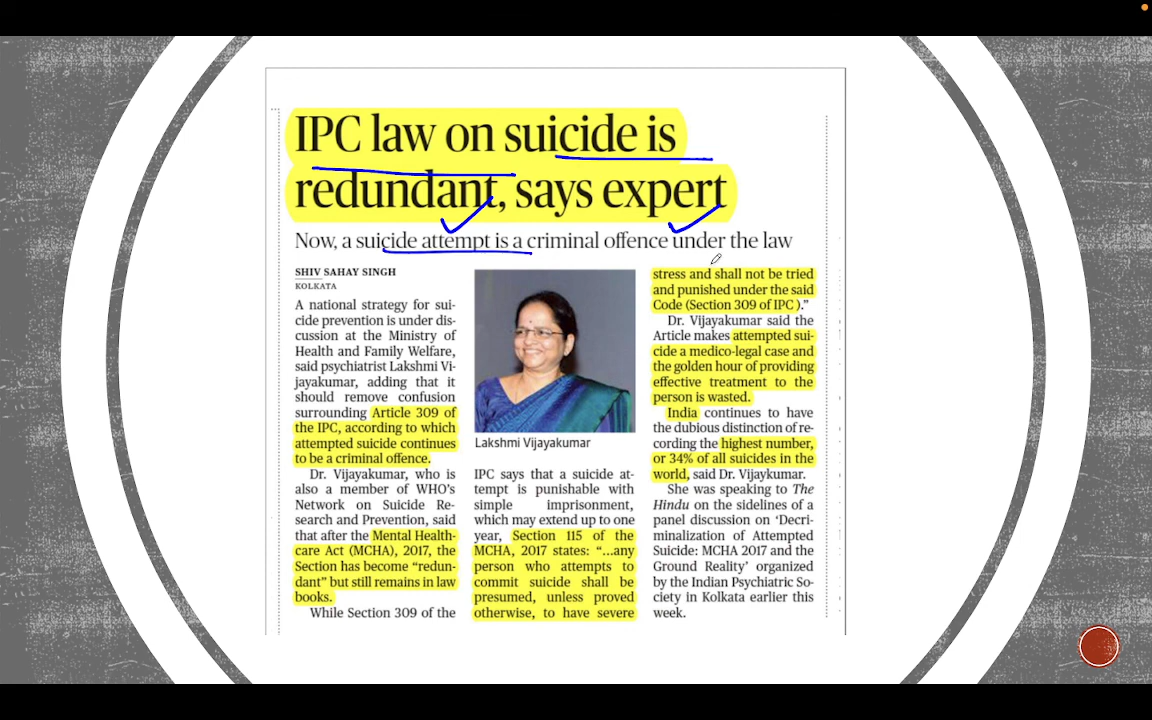 IPC law on suicide is
redundant, says expert
Now, a suicide attempt is a criminal offence under the law
SHIV SAHAY SINGH
KOLKATA
A national strategy for sui-
cide prevention is under dis-
cussion at the Ministry of
Health and Family Welfare,
said psychiatrist Lakshmi Vi-
jayakumar, adding that it
should remove confusion
surrounding Article 309 of
the IPC, according to which
attempted suicide continues
to be a criminal offence.
Dr. Vijayakumar, who is
also a member of WHO's
Network on Suicide Re-
search and Prevention, said
that after the Mental Health-
care Act (MCHA), 2017, the
Section has become “redun-
dant” but still remains in law
books.
While Section 309 of the
Lakshmi Vijayakumar
IPC says that a suicide at-
tempt is punishable with
simple imprisonment,
which may extend up to one
year, Section 115 of the
MCHA, 2017 states: “...any
person who attempts to
commit suicide shall be
presumed, unless proved
otherwise, to have severe
stress and shall not be tried
and punished under the said
Code (Section 309 of IPC ).”
Dr. Vijayakumar said the
Article makes attempted sui-
cide a medico-legal case and
the golden hour of providing
effective treatment to the
person is wasted.
India continues to have
the dubious distinction of re-
cording the highest number,
or 34% of all suicides in the
world, said Dr. Vijaykumar.
She was speaking to The
Hindu on the sidelines of a
panel discussion on ‘Decri-
minalization of Attempted
Suicide: MCHA 2017 and the
Ground Reality’ organized
by the Indian Psychiatric So-
ciety in Kolkata earlier this
week.